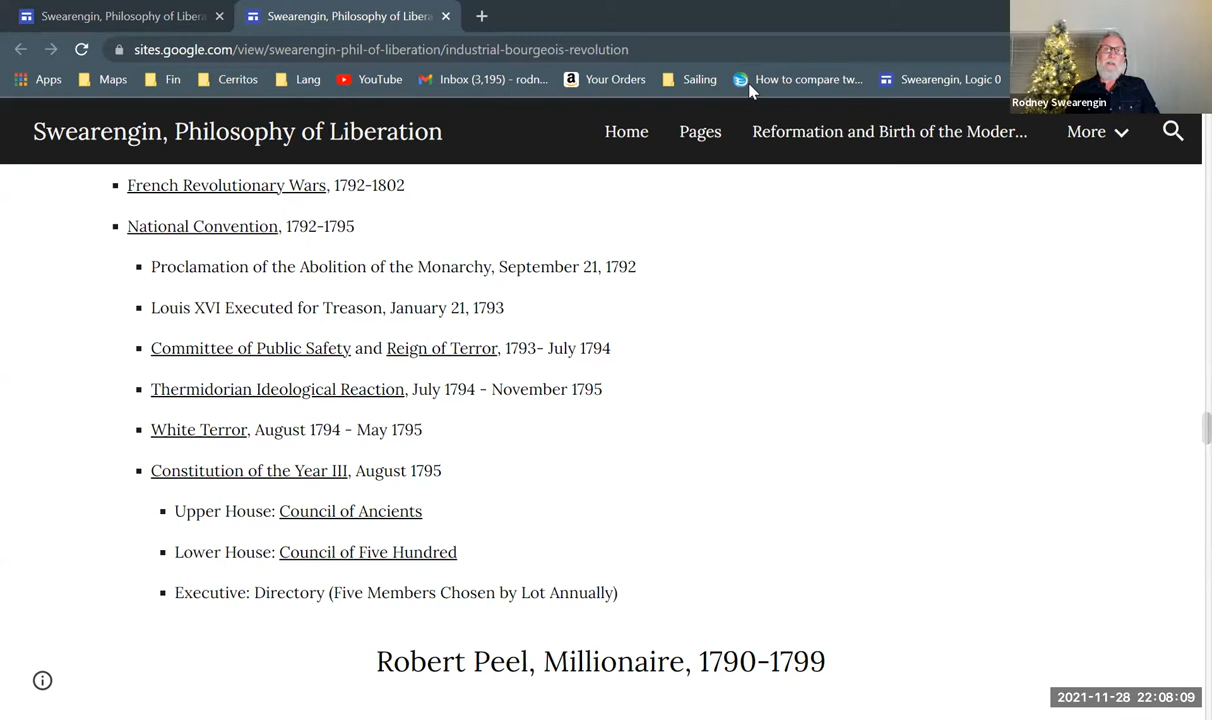 Swearengin, Philosophy of Libera
Swearengin, Philosophy of Libera
sites.google.com/view/swearengin-phil-of-liberation/industrial-bourgeois-revolution
Apps Maps Fin Cerritos Lang YouTube Inbox (3,195) - rodn... Your Orders Sailing How to compare tw... Swearengin, Logic 0
Rodney Swearengin
Swearengin, Philosophy of Liberation Home Pages Reformation and Birth of the Moder... More
French Revolutionary Wars, 1792-1802
National Convention, 1792-1795
Proclamation of the Abolition of the Monarchy, September 21, 1792
Louis XVI Executed for Treason, January 21, 1793
Committee of Public Safety and Reign of Terror, 1793- July 1794
Thermidorian Ideological Reaction, July 1794 - November 1795
White Terror, August 1794 - May 1795
Constitution of the Year III, August 1795
Upper House: Council of Ancients
Lower House: Council of Five Hundred
Executive: Directory (Five Members Chosen by Lot Annually)
Robert Peel, Millionaire, 1790-1799
2021-11-28 22:08:09